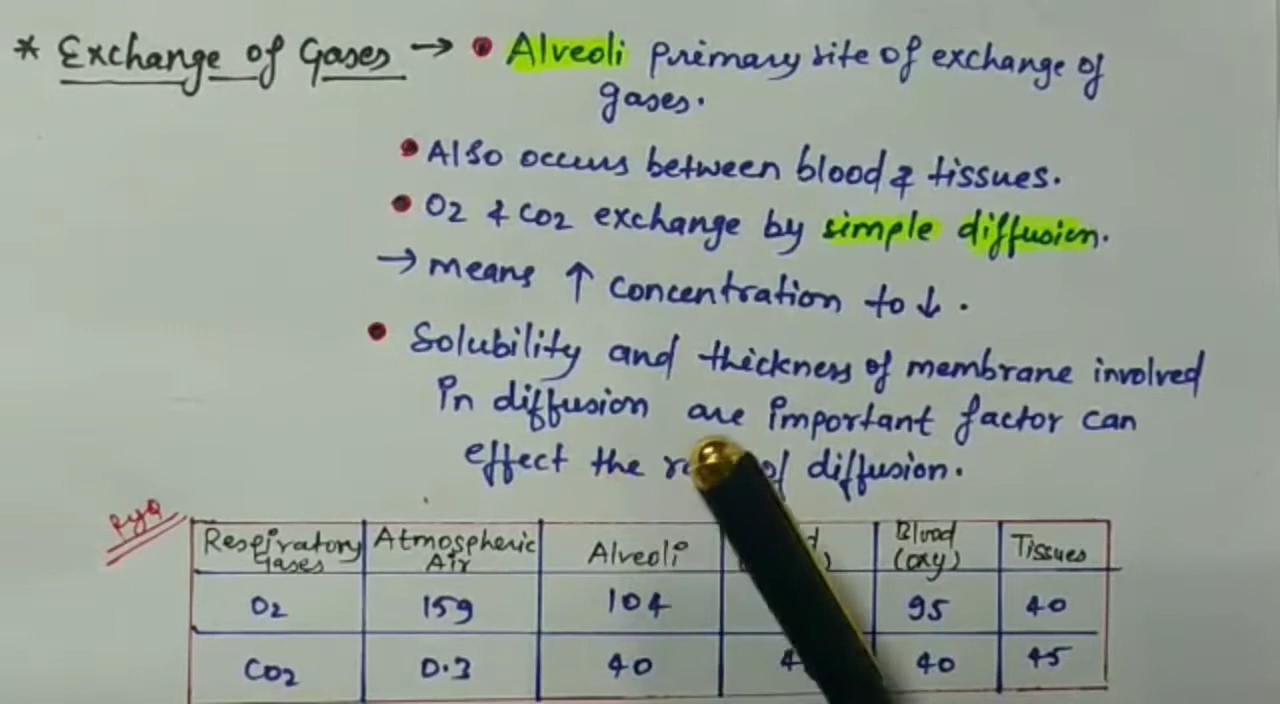 * Exchange of Gases → • Alveoli primary site of exchange of
gases.
• Also occurs between blood & tissues.
• O2 & CO2 exchange by simple diffusion.
→ means ↑ concentration to ↓.
• Solubility and thickness of membrane involved
in diffusion are important factor can
effect the of diffusion.
PYQ
Respiratory Gases Atmospheric Air Alveoli Blood (oxy) Tissues
O2 159 104 95 40
CO2 0.3 40 40 45